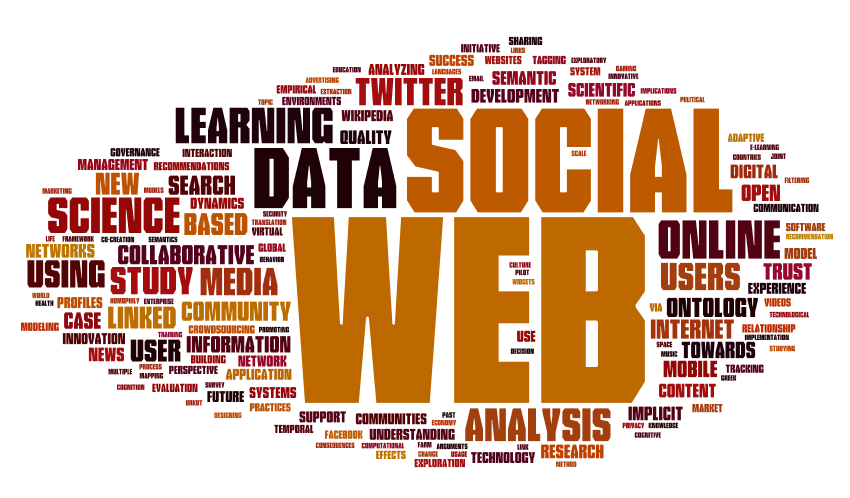 SHARING
INITIATIVE LINKS
SUCCESS WEBSITES TAGGING EXPLORATORY
EDUCATION ANALYZING LANGUAGES SYSTEM GAMING
ADVERTISING EMAIL SEMANTIC INNOVATIVE
EMPIRICAL EXTRACTION TWITTER DEVELOPMENT SCIENTIFIC IMPLICATIONS
TOPIC ENVIRONMENTS NETWORKING APPLICATIONS POLITICAL
LEARNING WIKIPEDIA SOCIAL
QUALITY ADAPTIVE
GOVERNANCE INTERACTION SCALE E-LEARNING
MANAGEMENT RECOMMENDATIONS DATA COUNTRIES JOINT
NEW SEARCH DIGITAL FILTERING
MARKETING MODELS OPEN
SCIENCE DYNAMICS COMMUNICATION
BASED SECURITY
TRANSLATION
VIRTUAL WEB ONLINE SOFTWARE
LIFE FRAMEWORK CO-CREATION SEMANTICS RECOMMENDATION
NETWORKS COLLABORATIVE GLOBAL MODEL
BEHAVIOR CULTURE
USING STUDY MEDIA PILOT USERS TRUST
WIDGETS EXPERIENCE
WORLD
HEALTH PROFILES HOMOPHILY ENTERPRISE VIA ONTOLOGY VIDEOS
CASE LINKED COMMUNITY TECHNOLOGICAL
MODELING CROWDSOURCING PROMOTING INTERNET RELATIONSHIP
INNOVATION TRAINING USE IMPLEMENTATION
NEWS USER INFORMATION DECISION SPACE TOWARDS STUDYING
BUILDING NETWORK MUSIC
MULTIPLE PROCESS PERSPECTIVE MOBILE TRACKING
MAPPING APPLICATION GREEK
COGNITION EVALUATION SURVEY CONTENT
ORKUT FUTURE SYSTEMS
PRACTICES MARKET
DESIGNING SUPPORT COMMUNITIES PAST ANALYSIS IMPLICIT
ECONOMY PRIVACY KNOWLEDGE
TEMPORAL FACEBOOK UNDERSTANDING COGNITIVE
CONSEQUENCES COMPUTATIONAL FARM ARGUMENTS LINK RESEARCH
EFFECTS CHANGE USAGE TECHNOLOGY
EXPLORATION METHOD